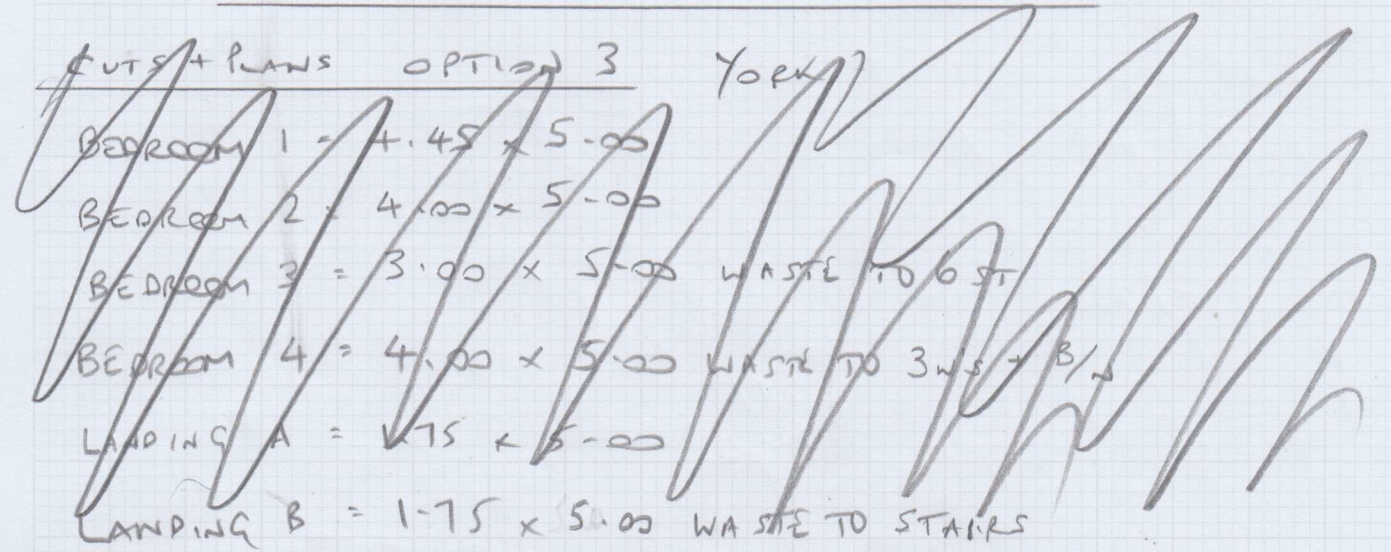 CUTS + PLANS OPTION 3 YORK
BEDROOM 1 = 4.45 x 5.00
BEDROOM 2 = 4.00 x 5.00
BEDROOM 3 = 3.00 x 5.00 WASTE TO 6 ST
BEDROOM 4 = 4.00 x 5.00 WASTE TO 3 WS + B/N
LANDING A = 1.75 x 5.00
LANDING B = 1.75 x 5.00 WASTE TO STAIRS